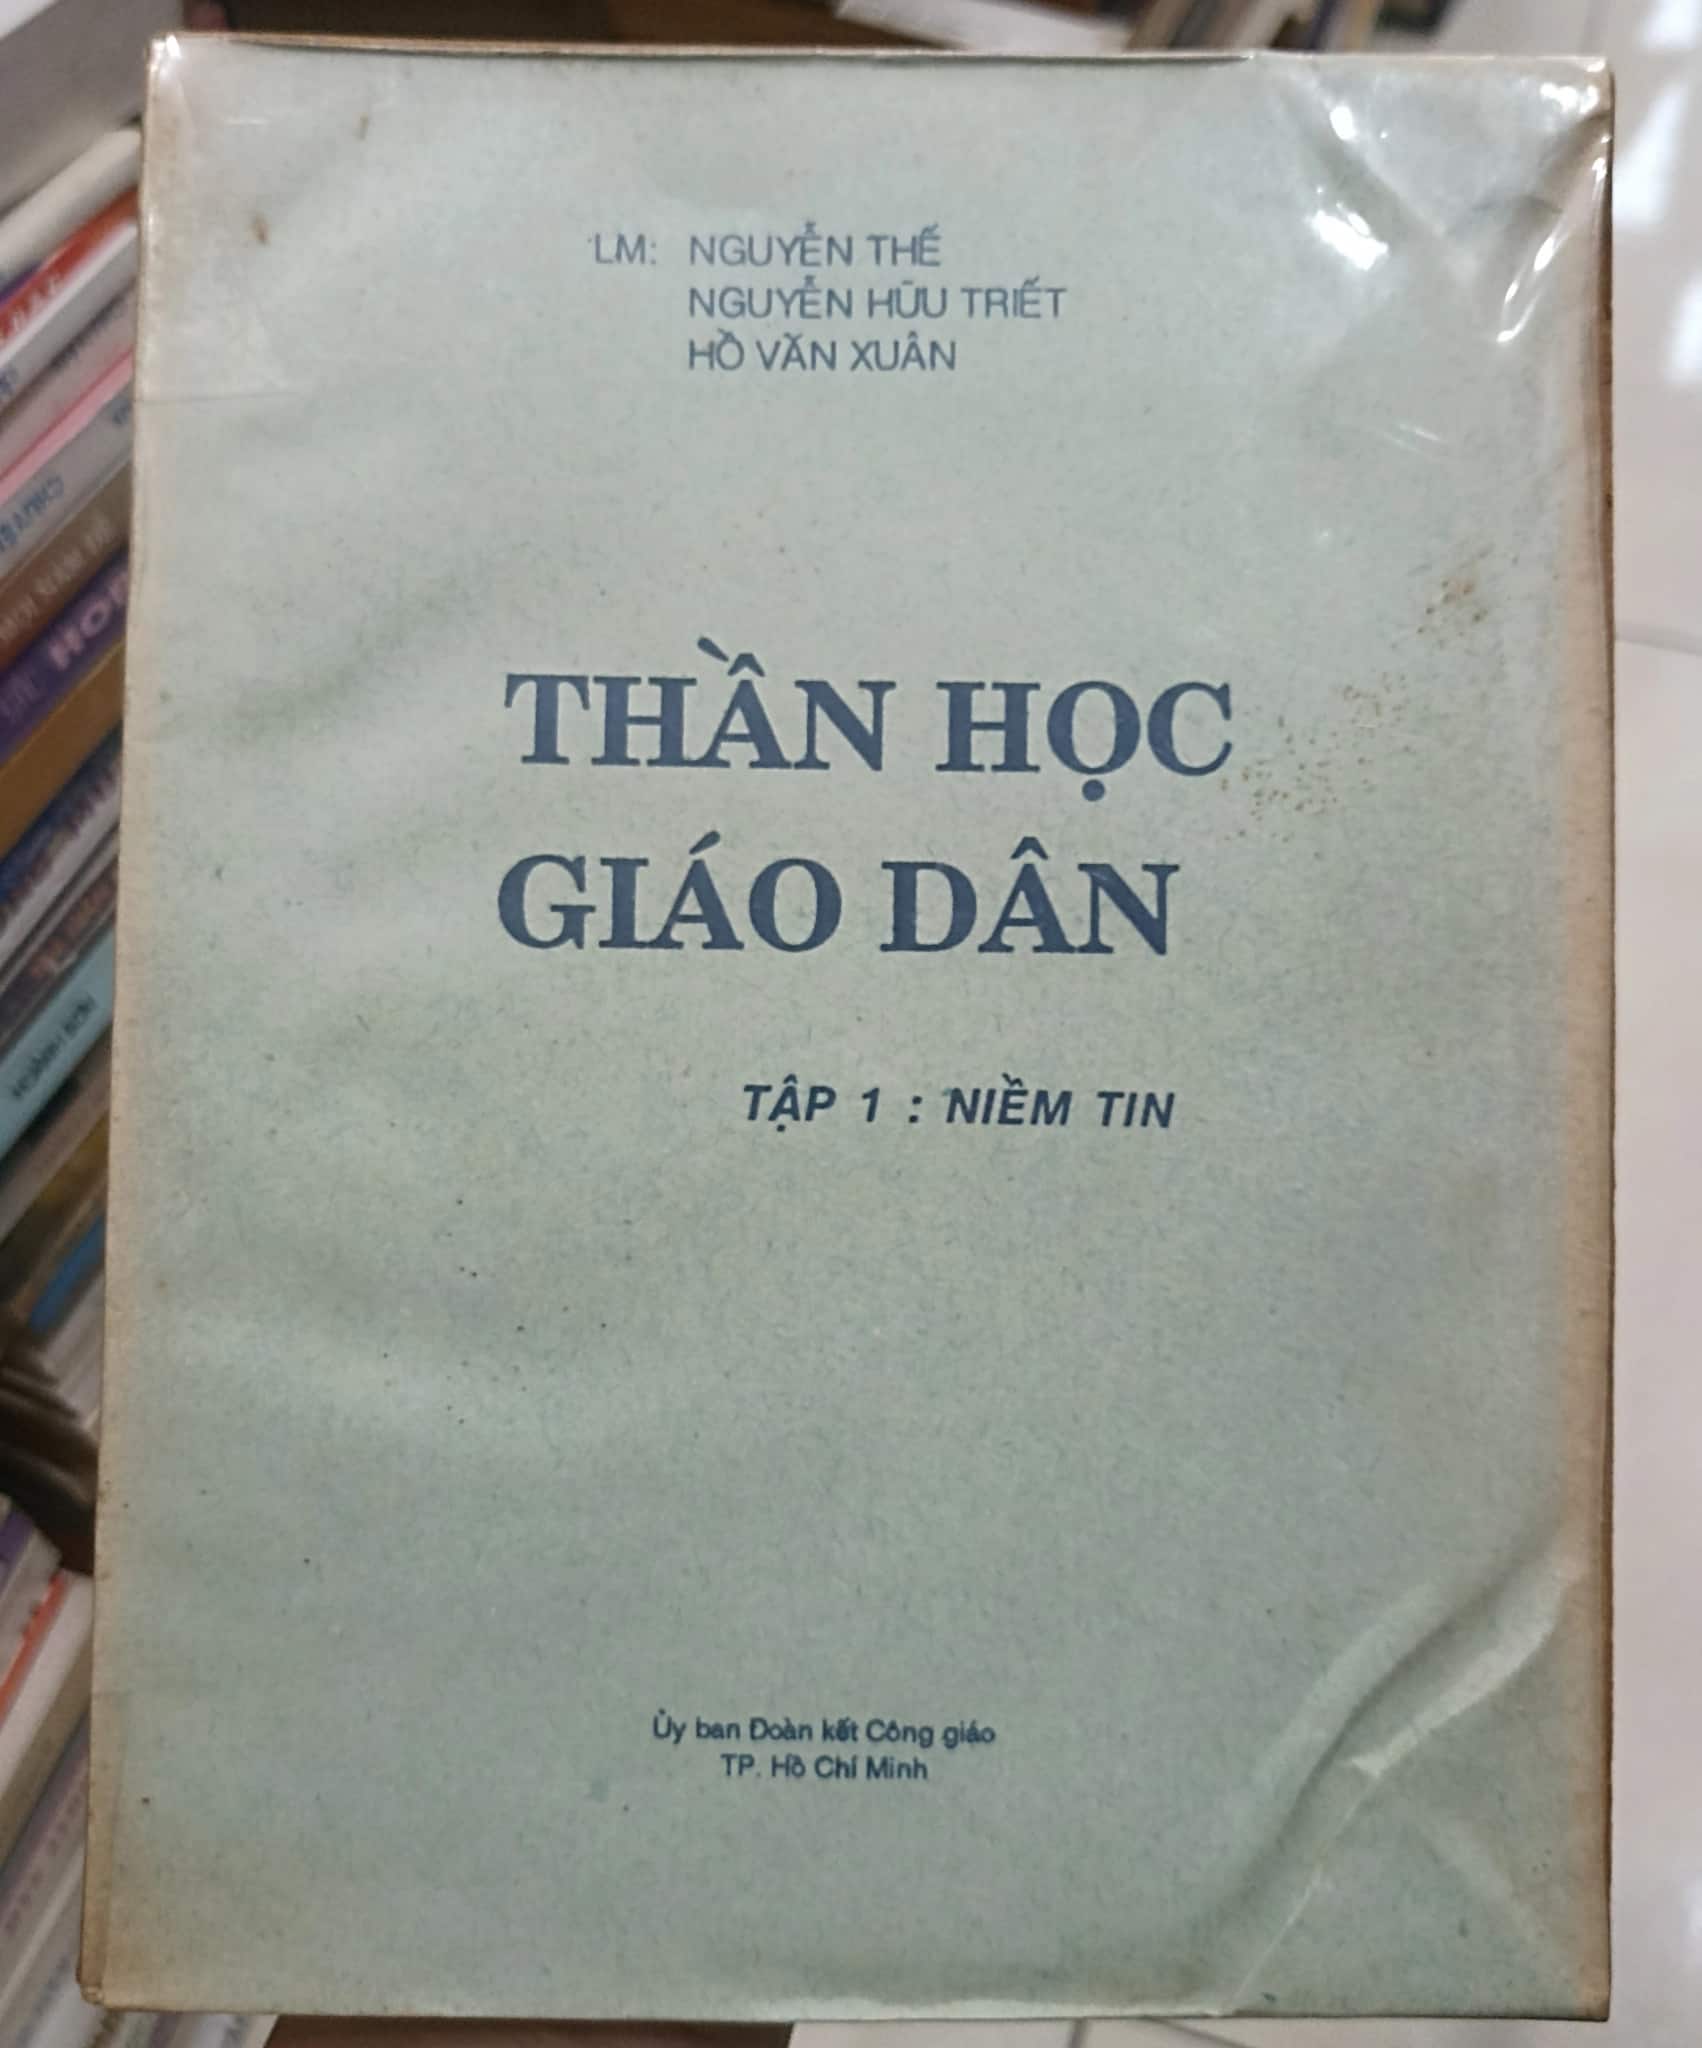 LM: NGUYỄN THẾ
NGUYỄN HỮU TRIẾT
HỒ VĂN XUÂN
THẦN HỌC
GIÁO DÂN
TẬP 1 : NIỀM TIN
Ủy ban Đoàn kết Công giáo
TP. Hồ Chí Minh